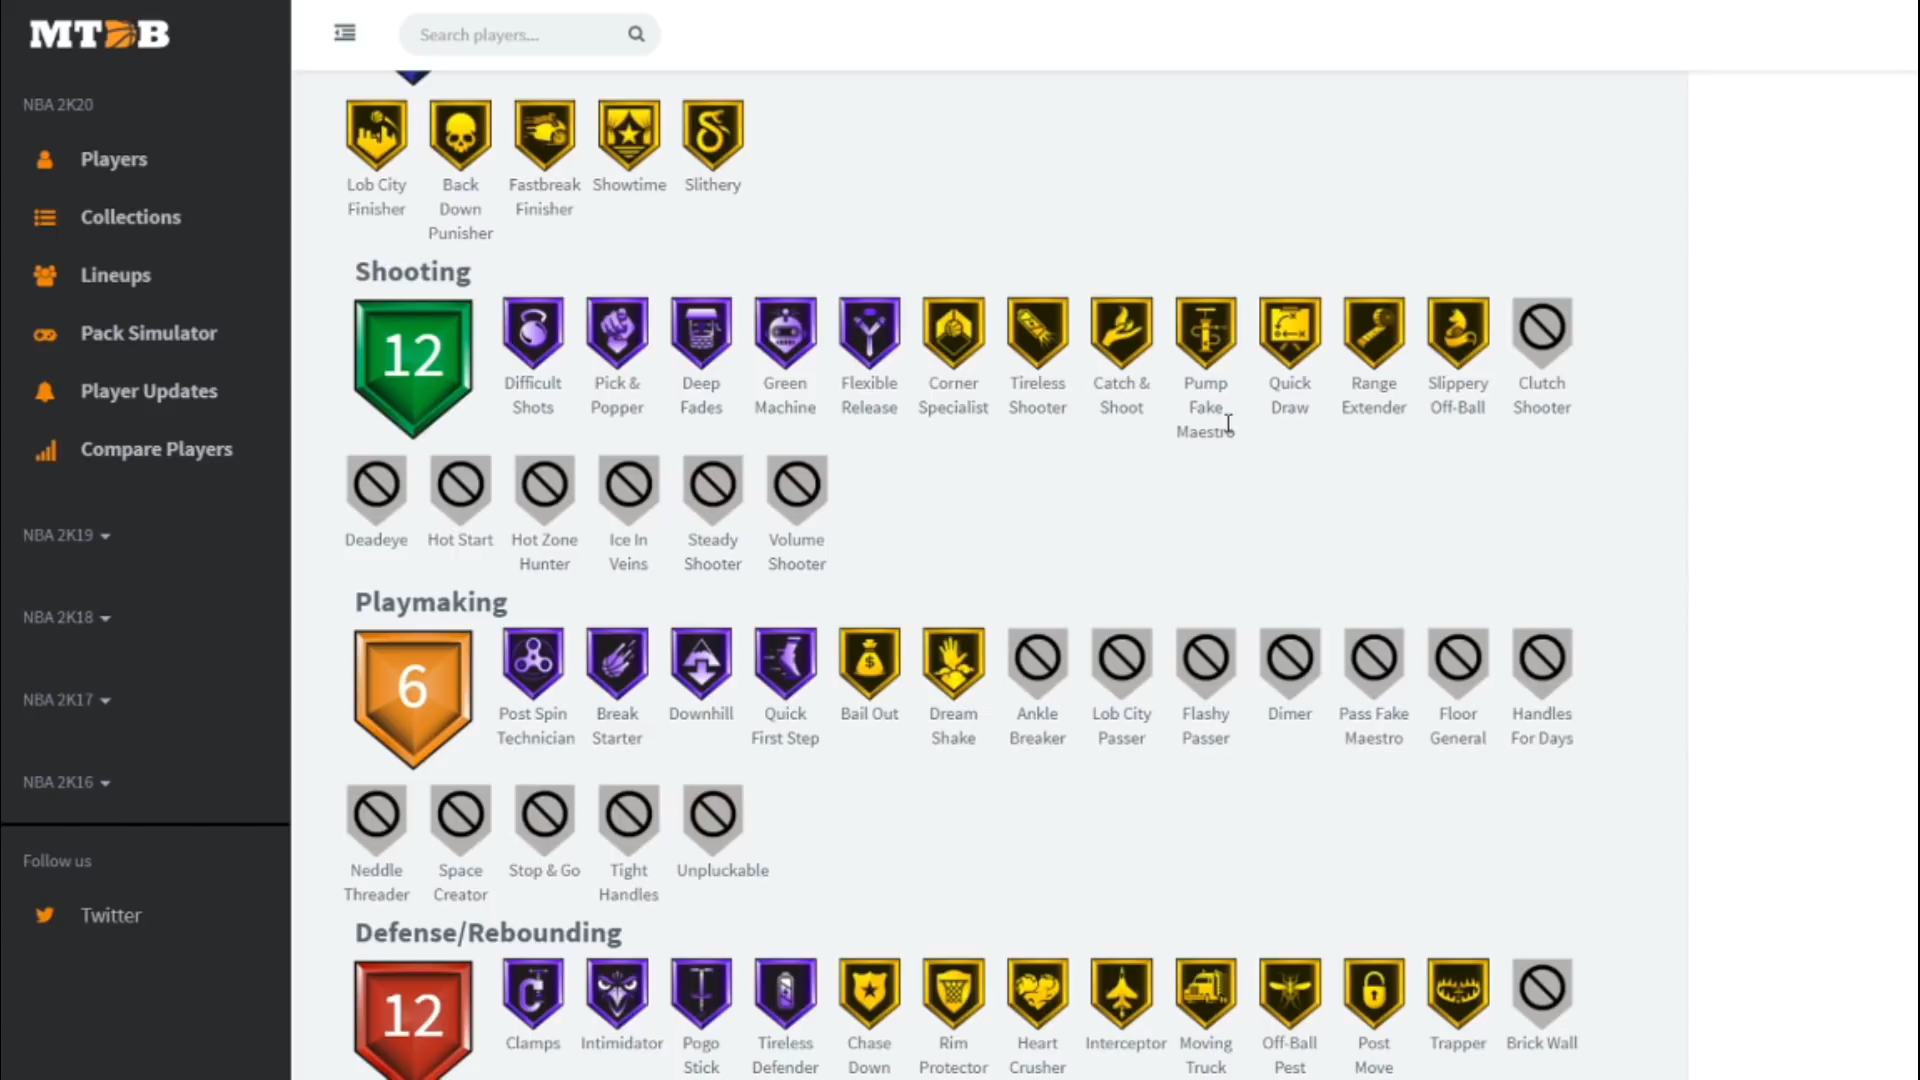 MTDB
Search players...
NBA 2K20
Players
Collections
Lineups
Pack Simulator
Player Updates
Compare Players
NBA 2K19
NBA 2K18
NBA 2K17
NBA 2K16
Follow us
Twitter
Lob City Finisher
Back Down Punisher
Fastbreak Finisher
Showtime
Slithery
Shooting
12
Difficult Shots
Pick & Popper
Deep Fades
Green Machine
Flexible Release
Corner Specialist
Tireless Shooter
Catch & Shoot
Pump Fake Maestro
Quick Draw
Range Extender
Slippery Off-Ball
Clutch Shooter
Deadeye
Hot Start
Hot Zone Hunter
Ice In Veins
Steady Shooter
Volume Shooter
Playmaking
6
Post Spin Technician
Break Starter
Downhill
Quick First Step
Bail Out
Dream Shake
Ankle Breaker
Lob City Passer
Flashy Passer
Dimer
Pass Fake Maestro
Floor General
Handles For Days
Neddle Threader
Space Creator
Stop & Go
Tight Handles
Unpluckable
Defense/Rebounding
12
Clamps
Intimidator
Pogo Stick
Tireless Defender
Chase Down
Rim Protector
Heart Crusher
Interceptor
Moving Truck
Off-Ball Pest
Post Move
Trapper
Brick Wall